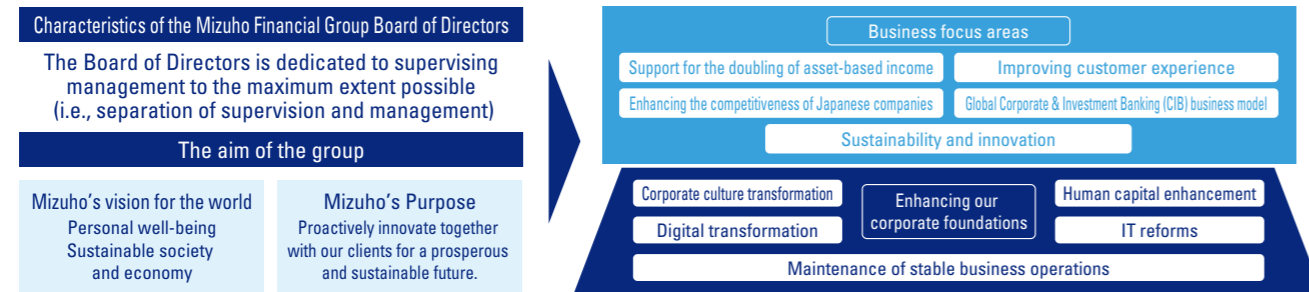 Characteristics of the Mizuho Financial Group Board of Directors
The Board of Directors is dedicated to supervising
management to the maximum extent possible
(i.e., separation of supervision and management)
The aim of the group
Mizuho's vision for the world
Personal well-being
Sustainable society
and economy
Mizuho's Purpose
Proactively innovate together
with our clients for a prosperous
and sustainable future.
Business focus areas
Support for the doubling of asset-based income
Improving customer experience
Enhancing the competitiveness of Japanese companies
Global Corporate & Investment Banking (CIB) business model
Sustainability and innovation
Corporate culture transformation
Enhancing our
corporate foundations
Human capital enhancement
Digital transformation
IT reforms
Maintenance of stable business operations